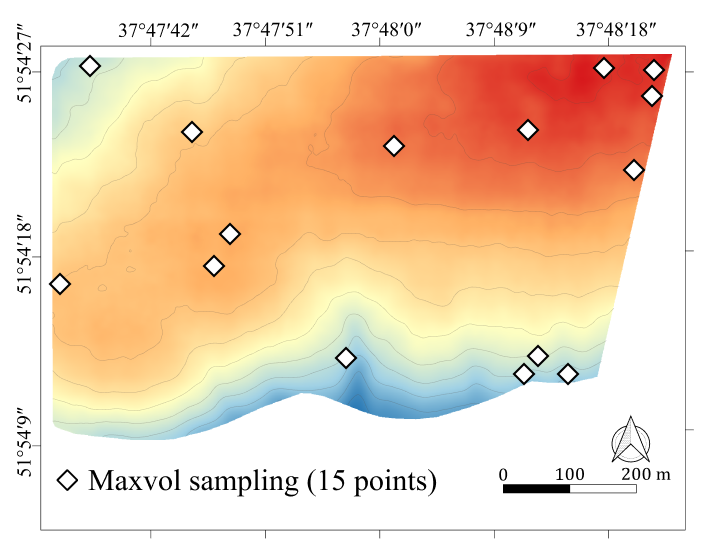 37°47′42″ 37°47′51″ 37°48′0″ 37°48′9″ 37°48′18″
51°54′27″
51°54′18″
51°54′9″
Maxvol sampling (15 points)
0 100 200 m